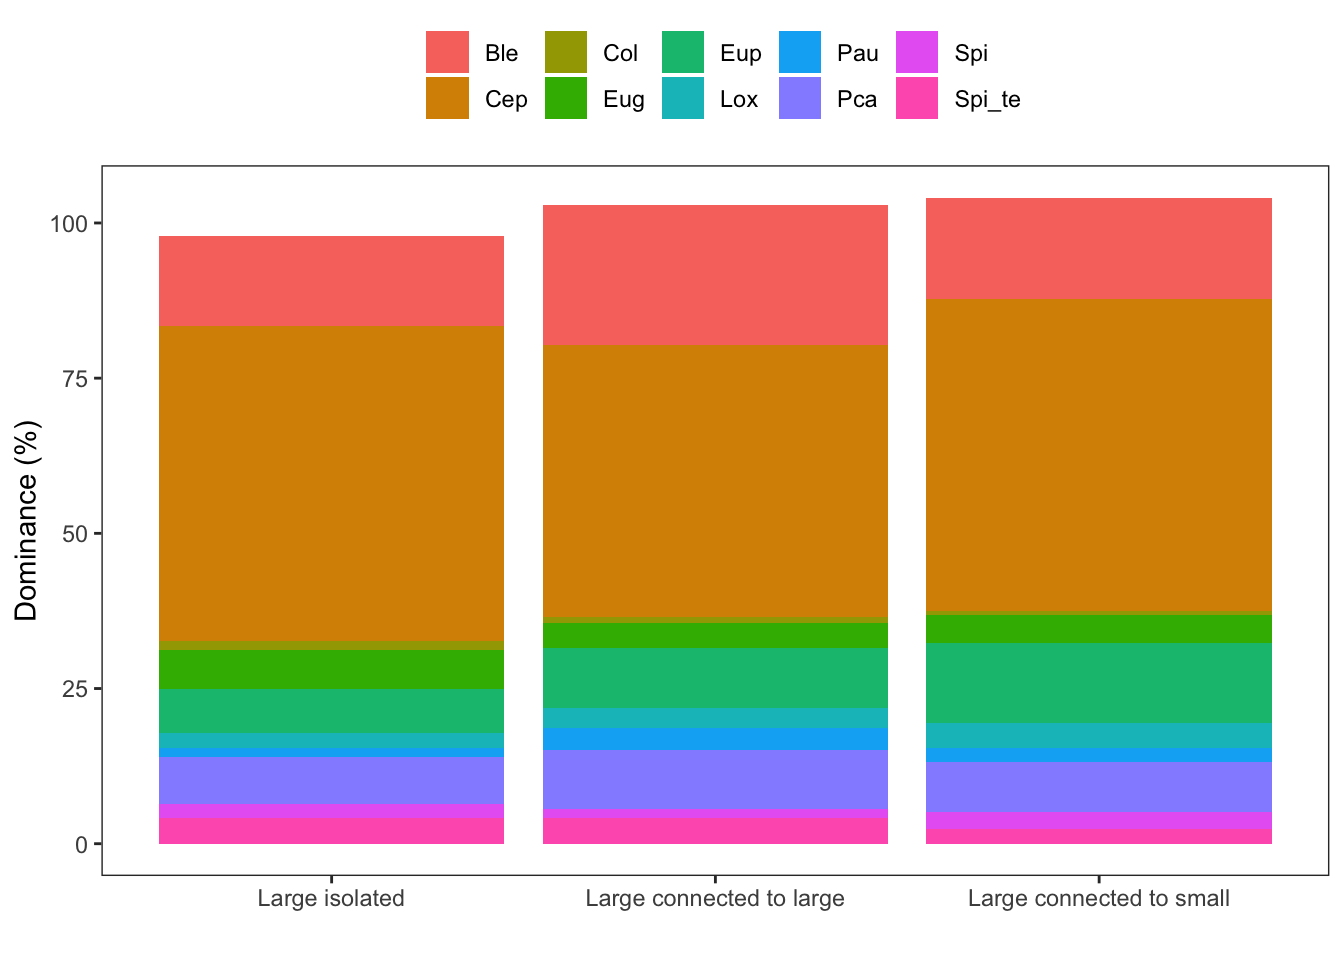 Ble Col Eup Pau Spi
Cep Eug Lox Pca Spi_te
Dominance (%)
100
75
50
25
0
Large isolated Large connected to large Large connected to small